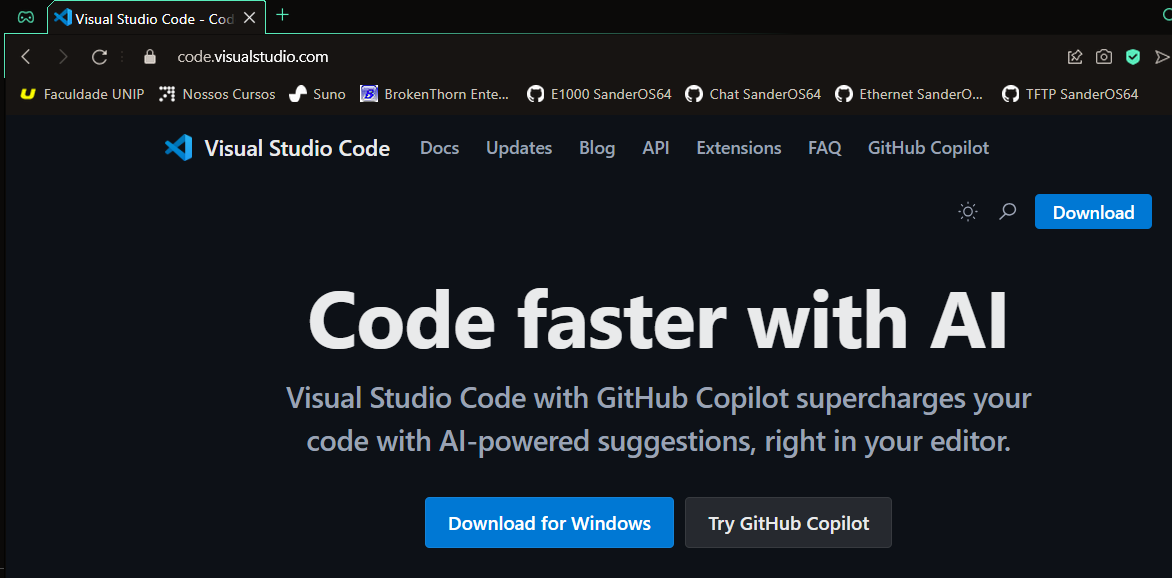 Visual Studio Code - Cod
code.visualstudio.com
Faculdade UNIP Nossos Cursos Suno BrokenThorn Ente... E1000 SanderOS64 Chat SanderOS64 Ethernet SanderO... TFTP SanderOS64
Visual Studio Code Docs Updates Blog API Extensions FAQ GitHub Copilot
Download
Code faster with AI
Visual Studio Code with GitHub Copilot supercharges your
code with AI-powered suggestions, right in your editor.
Download for Windows Try GitHub Copilot